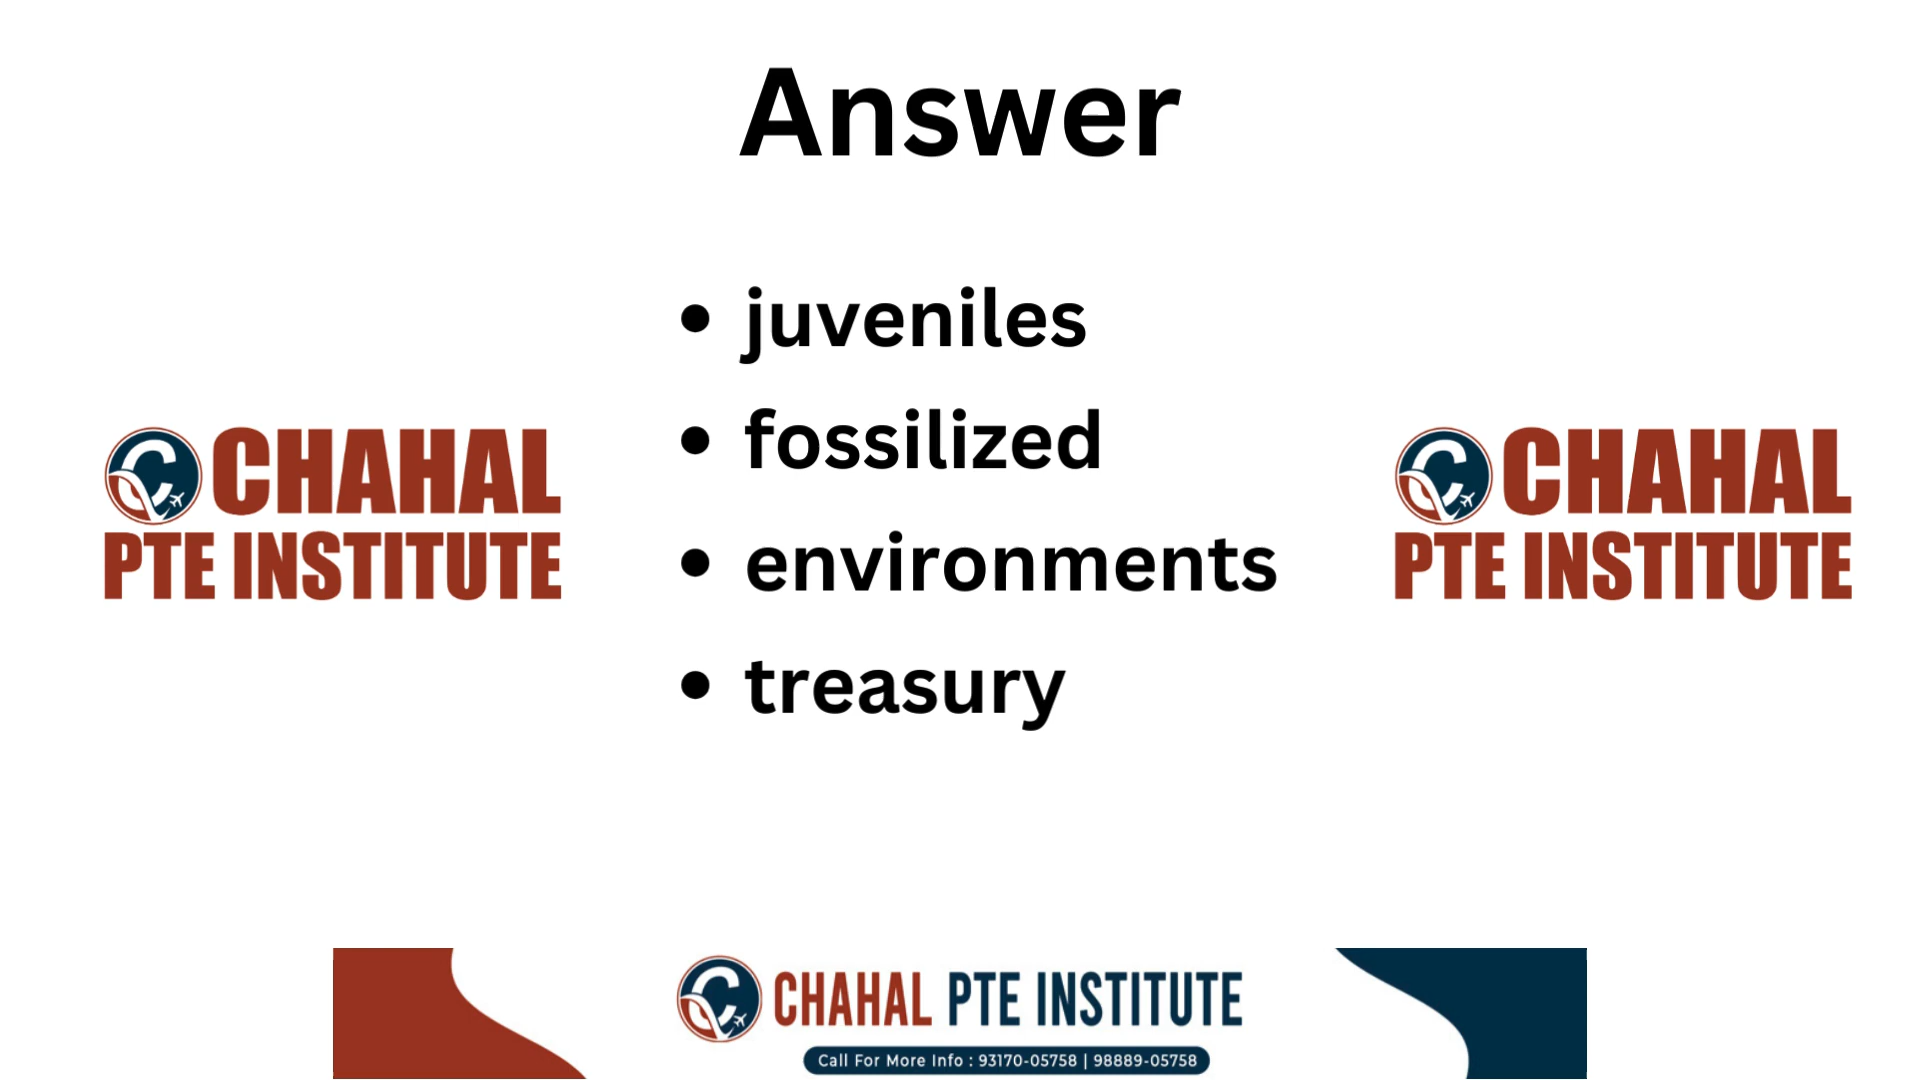 Answer
• juveniles
• fossilized
• environments
• treasury
CHAHAL
PTE INSTITUTE
CHAHAL
PTE INSTITUTE
CHAHAL PTE INSTITUTE
Call For More Info : 93170-05758 | 98889-05758